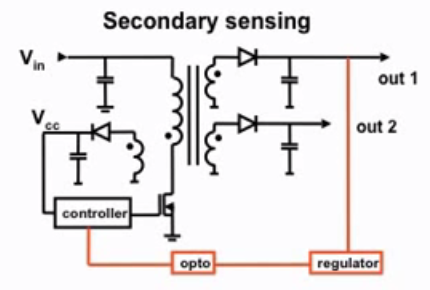 Secondary sensing
Vin
out 1
Vcc
out 2
controller
opto
regulator